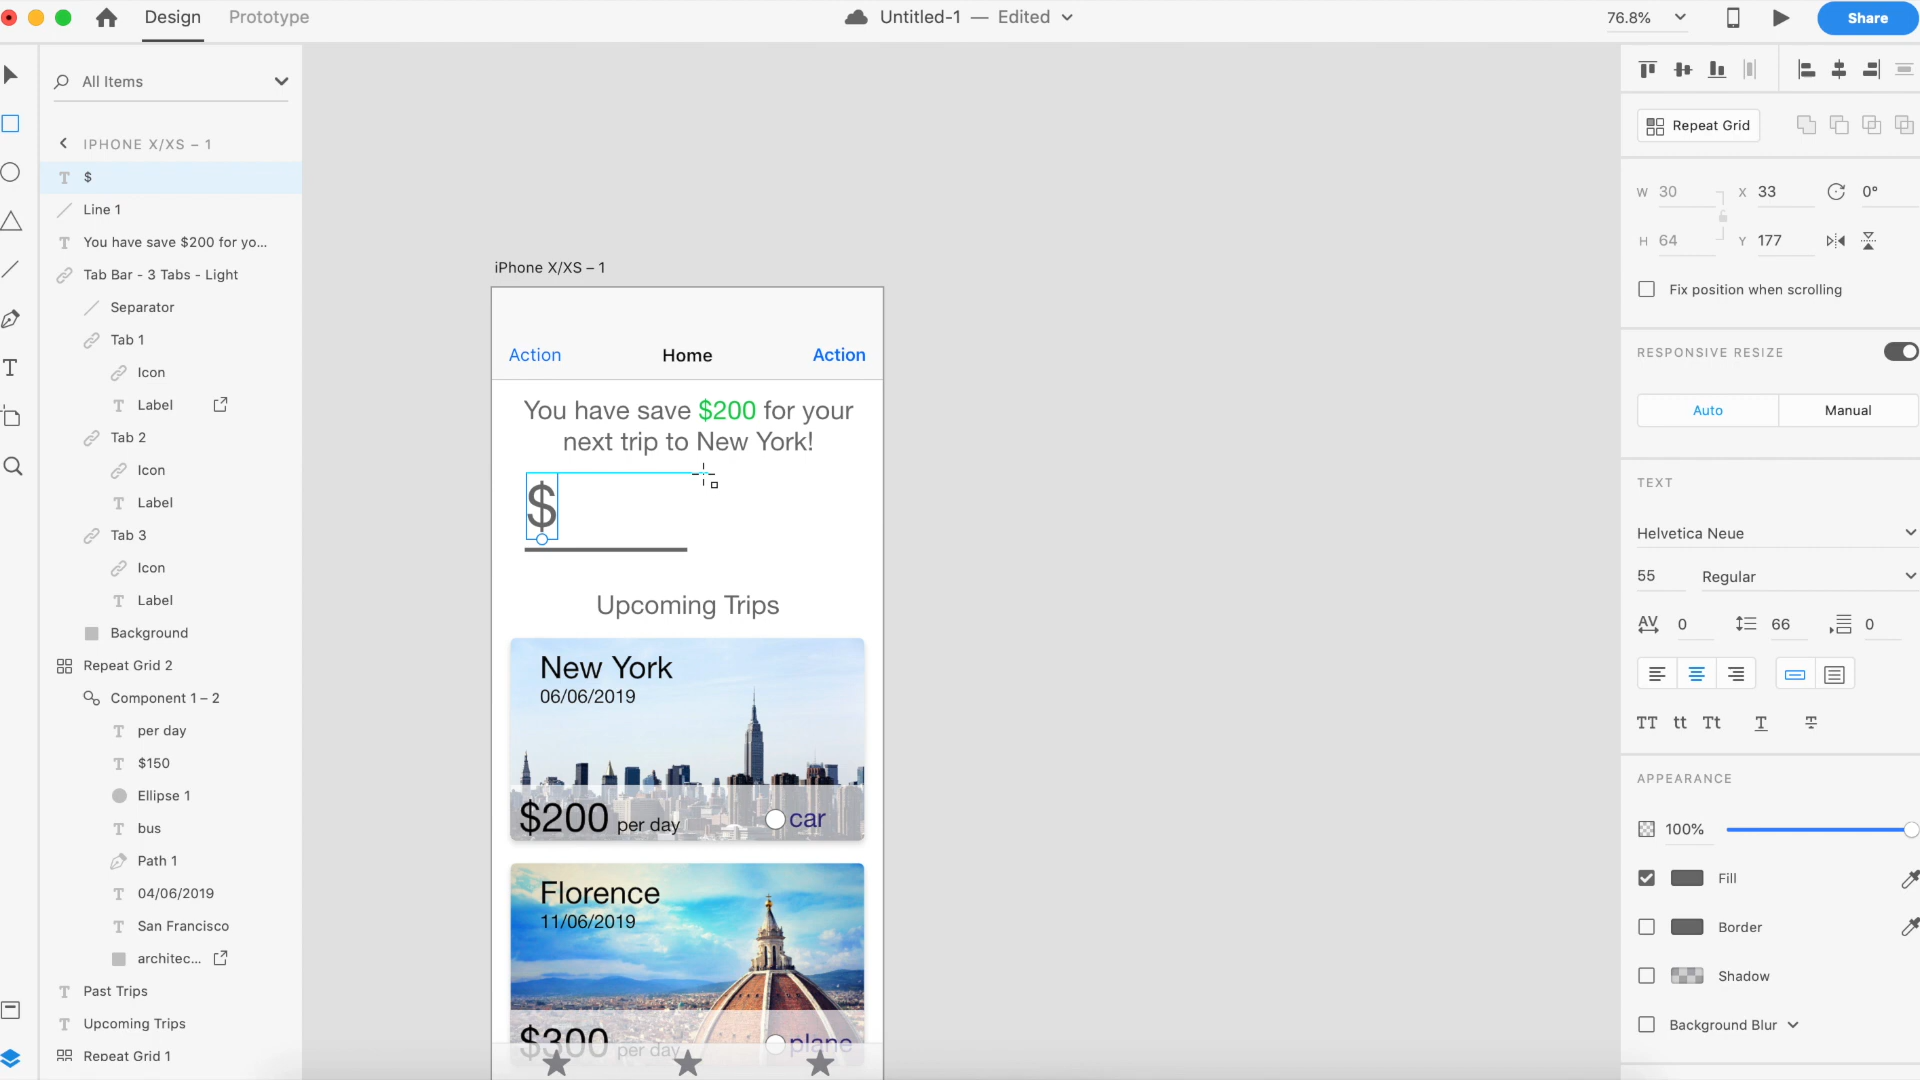 Design
Prototype
Untitled-1 — Edited
76.8%
Share
All Items
IPHONE X/XS – 1
$
Line 1
You have save $200 for yo...
Tab Bar - 3 Tabs - Light
Separator
Tab 1
Icon
Label
Tab 2
Icon
Label
Tab 3
Icon
Label
Background
Repeat Grid 2
Component 1 – 2
per day
$150
Ellipse 1
bus
Path 1
04/06/2019
San Francisco
architec...
Past Trips
Upcoming Trips
Repeat Grid 1
iPhone X/XS – 1
Action
Home
Action
You have save $200 for your
next trip to New York!
$
Upcoming Trips
New York
06/06/2019
$200 per day
car
Florence
11/06/2019
$300 per day
plane
Repeat Grid
W 30
X 33
0°
H 64
Y 177
Fix position when scrolling
RESPONSIVE RESIZE
Auto
Manual
TEXT
Helvetica Neue
55
Regular
AV 0
66
0
TT tt Tt T T
APPEARANCE
100%
Fill
Border
Shadow
Background Blur